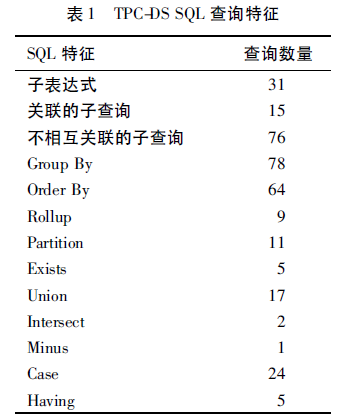 表 1 TPC-DS SQL 查询特征
SQL 特征 查询数量
子表达式 31
关联的子查询 15
不相互关联的子查询 76
Group By 78
Order By 64
Rollup 9
Partition 11
Exists 5
Union 17
Intersect 2
Minus 1
Case 24
Having 5